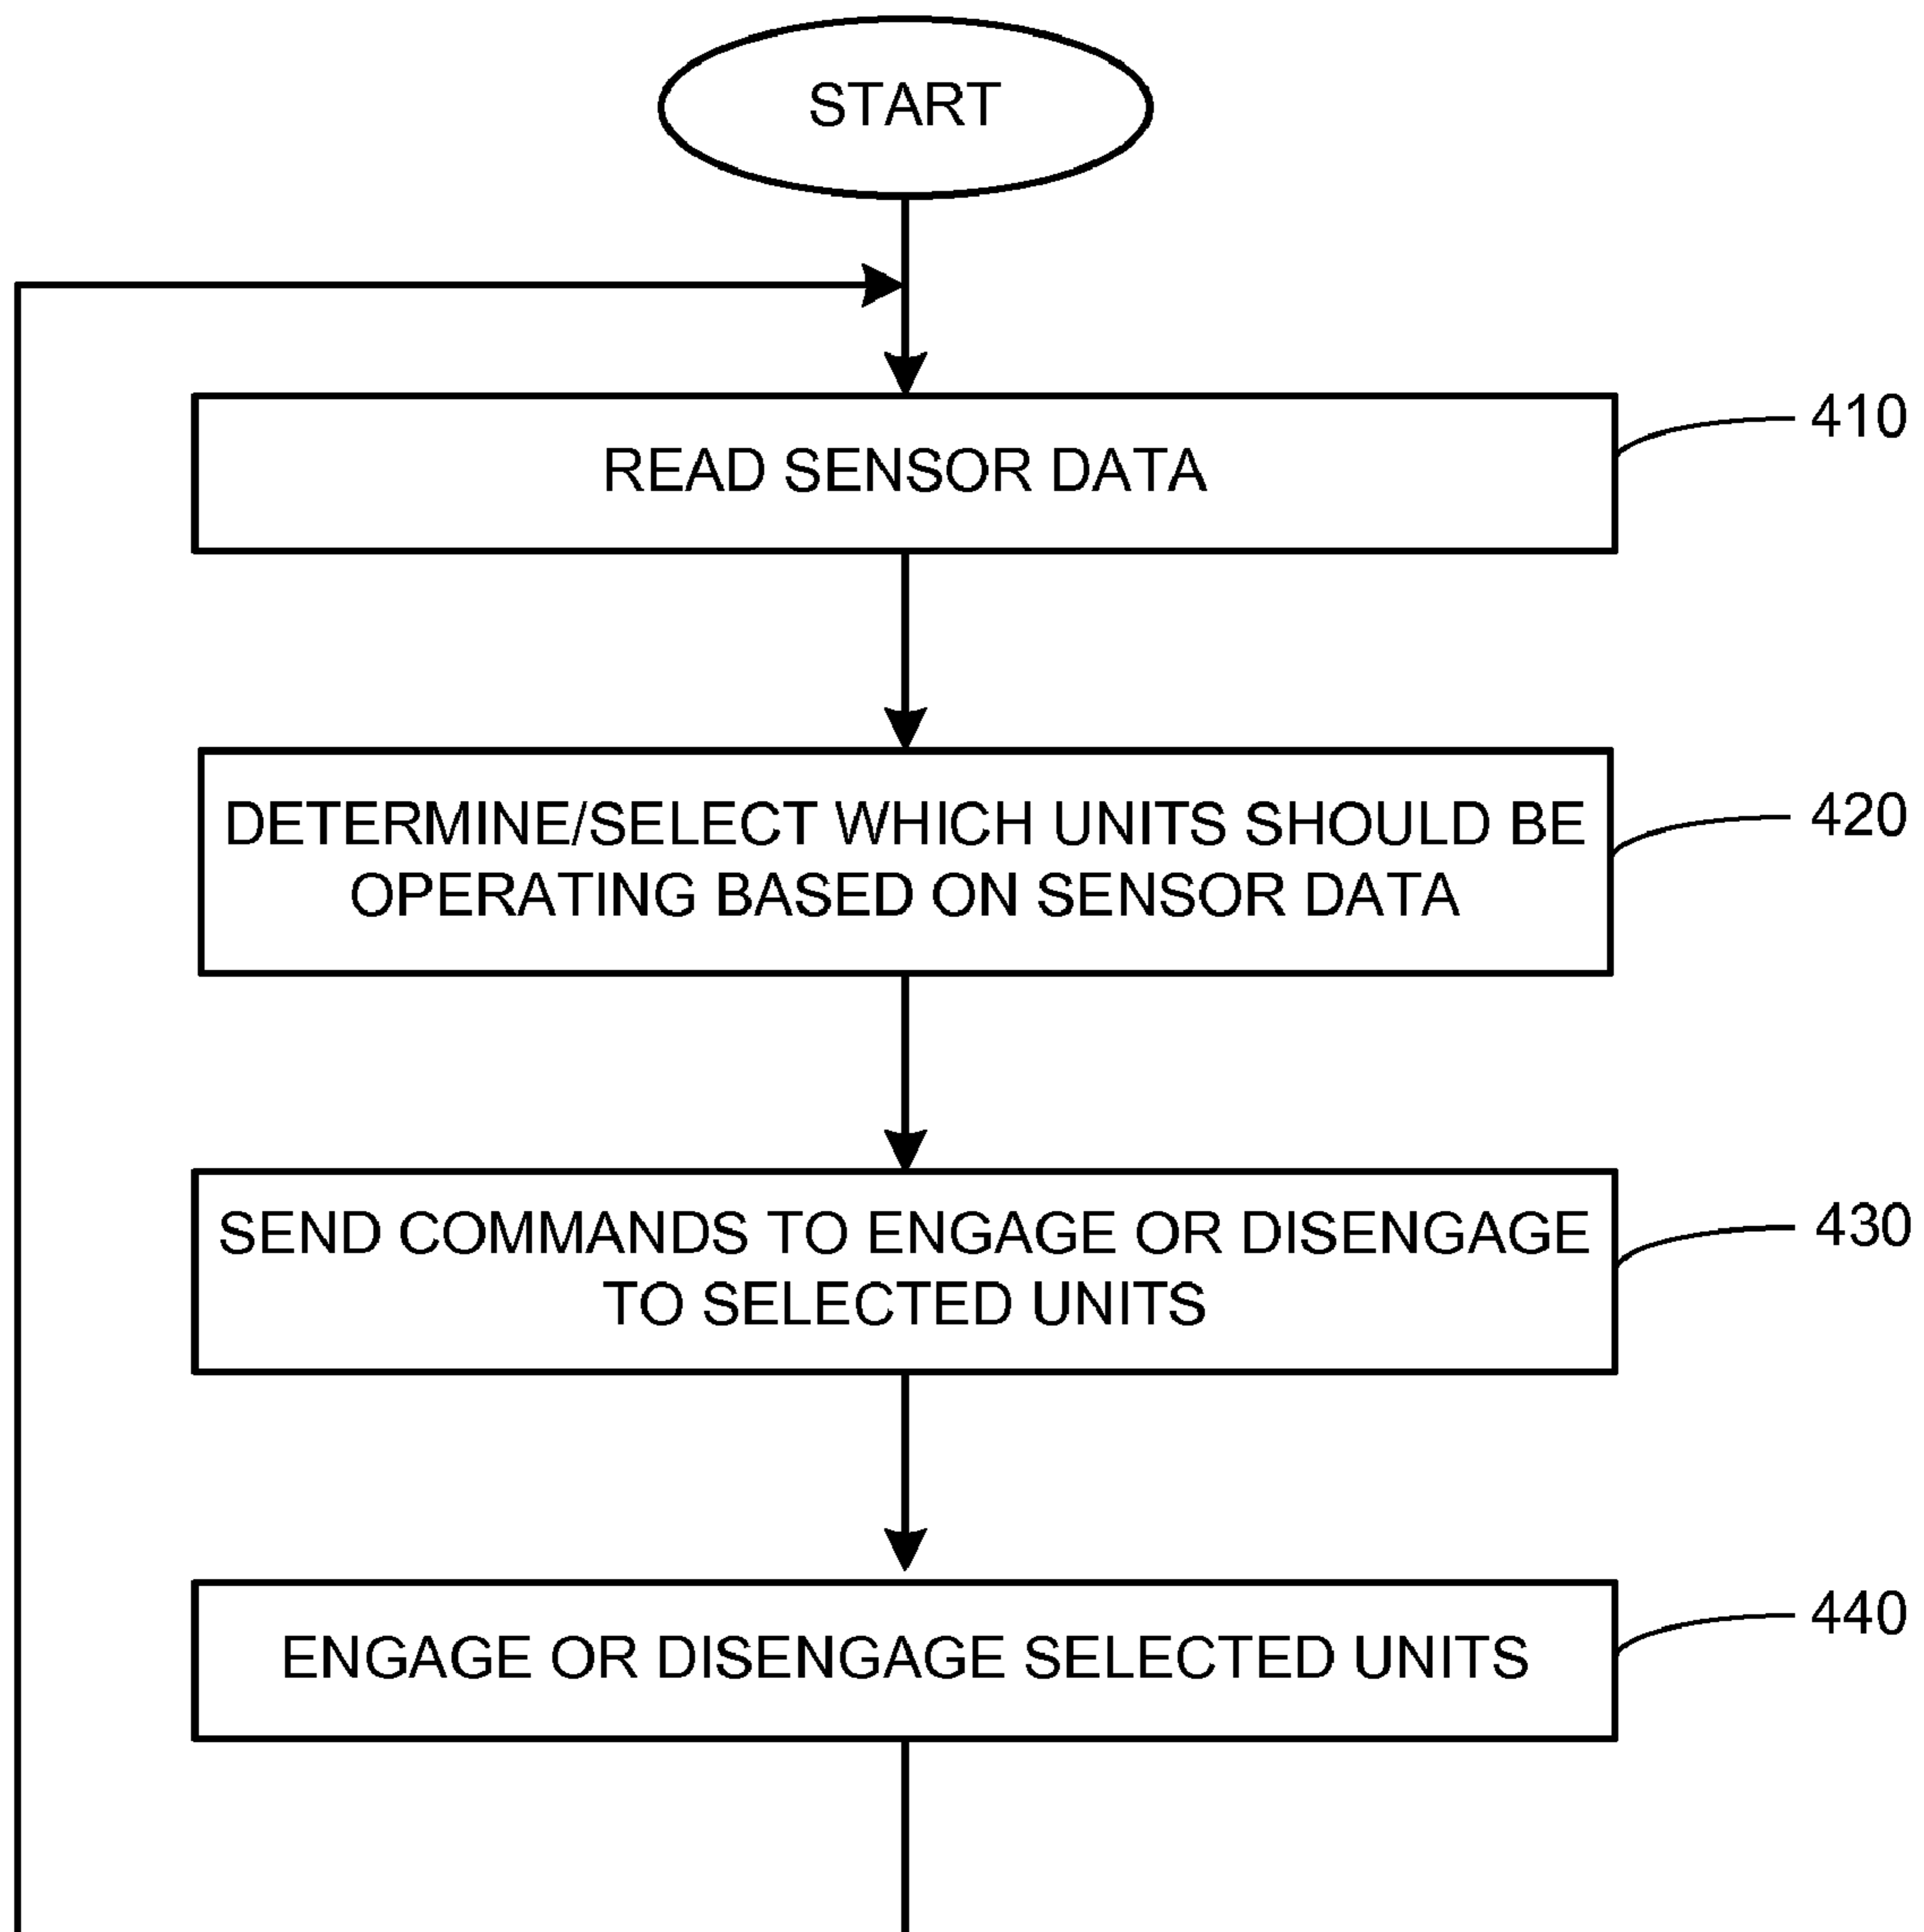 START
READ SENSOR DATA
410
DETERMINE/SELECT WHICH UNITS SHOULD BE
OPERATING BASED ON SENSOR DATA
420
SEND COMMANDS TO ENGAGE OR DISENGAGE
TO SELECTED UNITS
430
ENGAGE OR DISENGAGE SELECTED UNITS
440